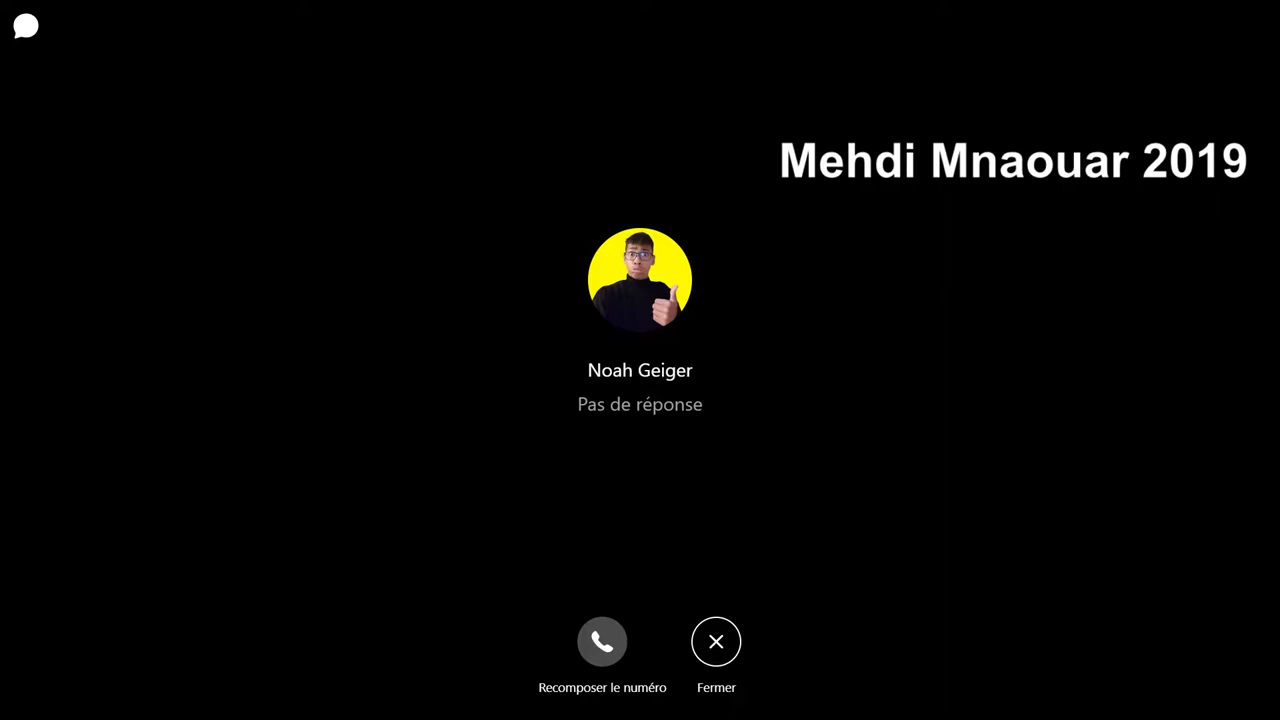 Mehdi Mnaouar 2019
Noah Geiger
Pas de réponse
Recomposer le numéro
Fermer